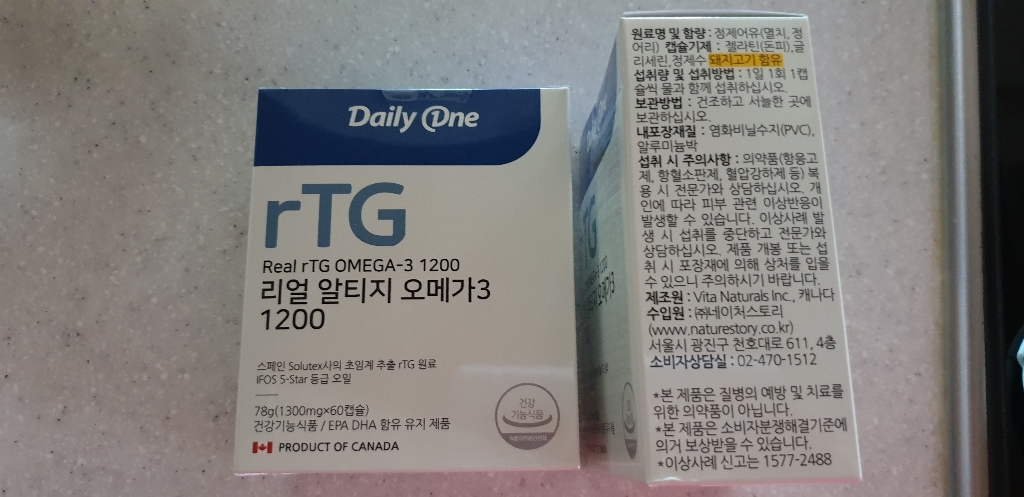 Daily One
rTG
Real rTG OMEGA-3 1200
리얼 알티지 오메가3
1200
스페인 Solutex사의 초임계 추출 rTG 원료
IFOS 5-Star 등급 오일
78g(1300mg×60캡슐)
건강기능식품 / EPA DHA 함유 유지 제품
PRODUCT OF CANADA
건강
기능식품
원료명 및 함량 : 정제어유(멸치, 정
어리) 캡슐기제 : 젤라틴(돈피),글
리세린,정제수 돼지고기 함유
섭취량 및 섭취방법 : 1일 1회 1캡
슐씩 물과 함께 섭취하십시오.
보관방법 : 건조하고 서늘한 곳에
보관하십시오.
내포장재질 : 염화비닐수지(PVC),
알루미늄박
섭취 시 주의사항 : 의약품(항응고
제, 항혈소판제, 혈압강하제 등) 복
용 시 전문가와 상담하십시오. 개
인에 따라 피부 관련 이상반응이
발생할 수 있습니다. 이상사례 발
생 시 섭취를 중단하고 전문가와
상담하십시오. 제품 개봉 또는 섭
취 시 포장재에 의해 상처를 입을
수 있으니 주의하시기 바랍니다.
제조원 : Vita Naturals Inc., 캐나다
수입원 : ㈜네이처스토리
(www.naturestory.co.kr)
서울시 광진구 천호대로 611, 4층
소비자상담실 : 02-470-1512
*본 제품은 질병의 예방 및 치료를
위한 의약품이 아닙니다.
*본 제품은 소비자분쟁해결기준에
의거 보상받을 수 있습니다.
*이상사례 신고는 1577-2488